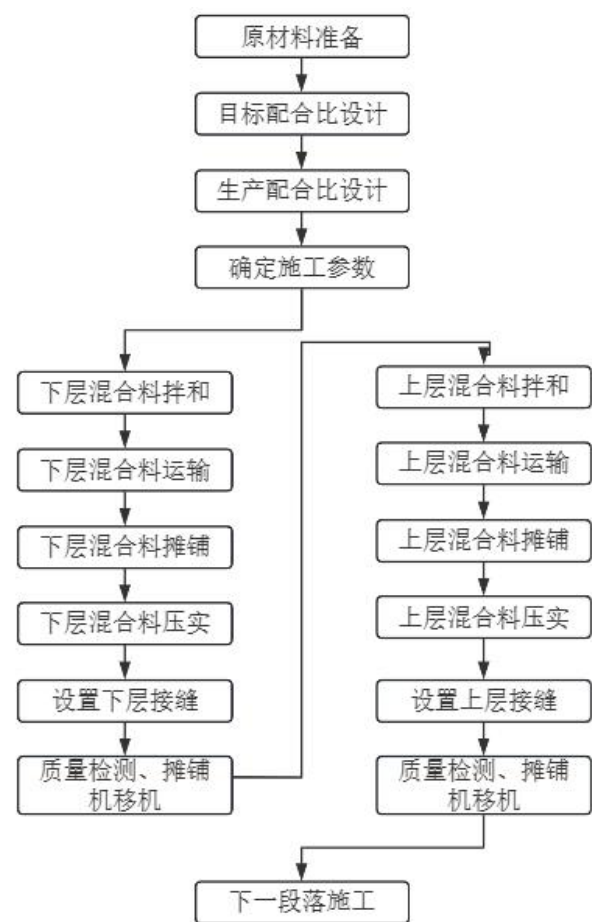 原材料准备
目标配合比设计
生产配合比设计
确定施工参数
下层混合料拌和
下层混合料运输
下层混合料摊铺
下层混合料压实
设置下层接缝
质量检测、摊铺
机移机
上层混合料拌和
上层混合料运输
上层混合料摊铺
上层混合料压实
设置上层接缝
质量检测、摊铺
机移机
下一段落施工